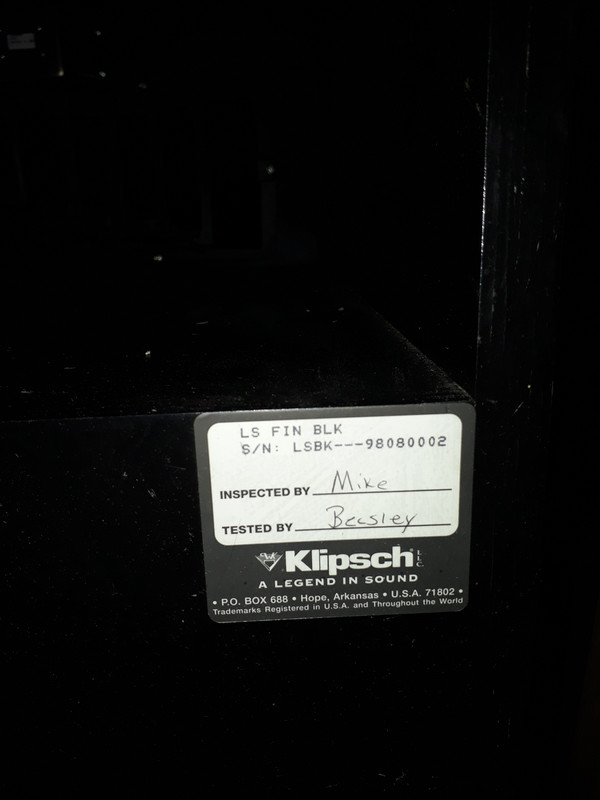 LS FIN BLK
S/N: LSBK---98080002
INSPECTED BY Mike
TESTED BY Beasley
Klipsch LLC.
A LEGEND IN SOUND
• P.O. BOX 688 • Hope, Arkansas • U.S.A. 71802 •
Trademarks Registered in U.S.A. and Throughout the World